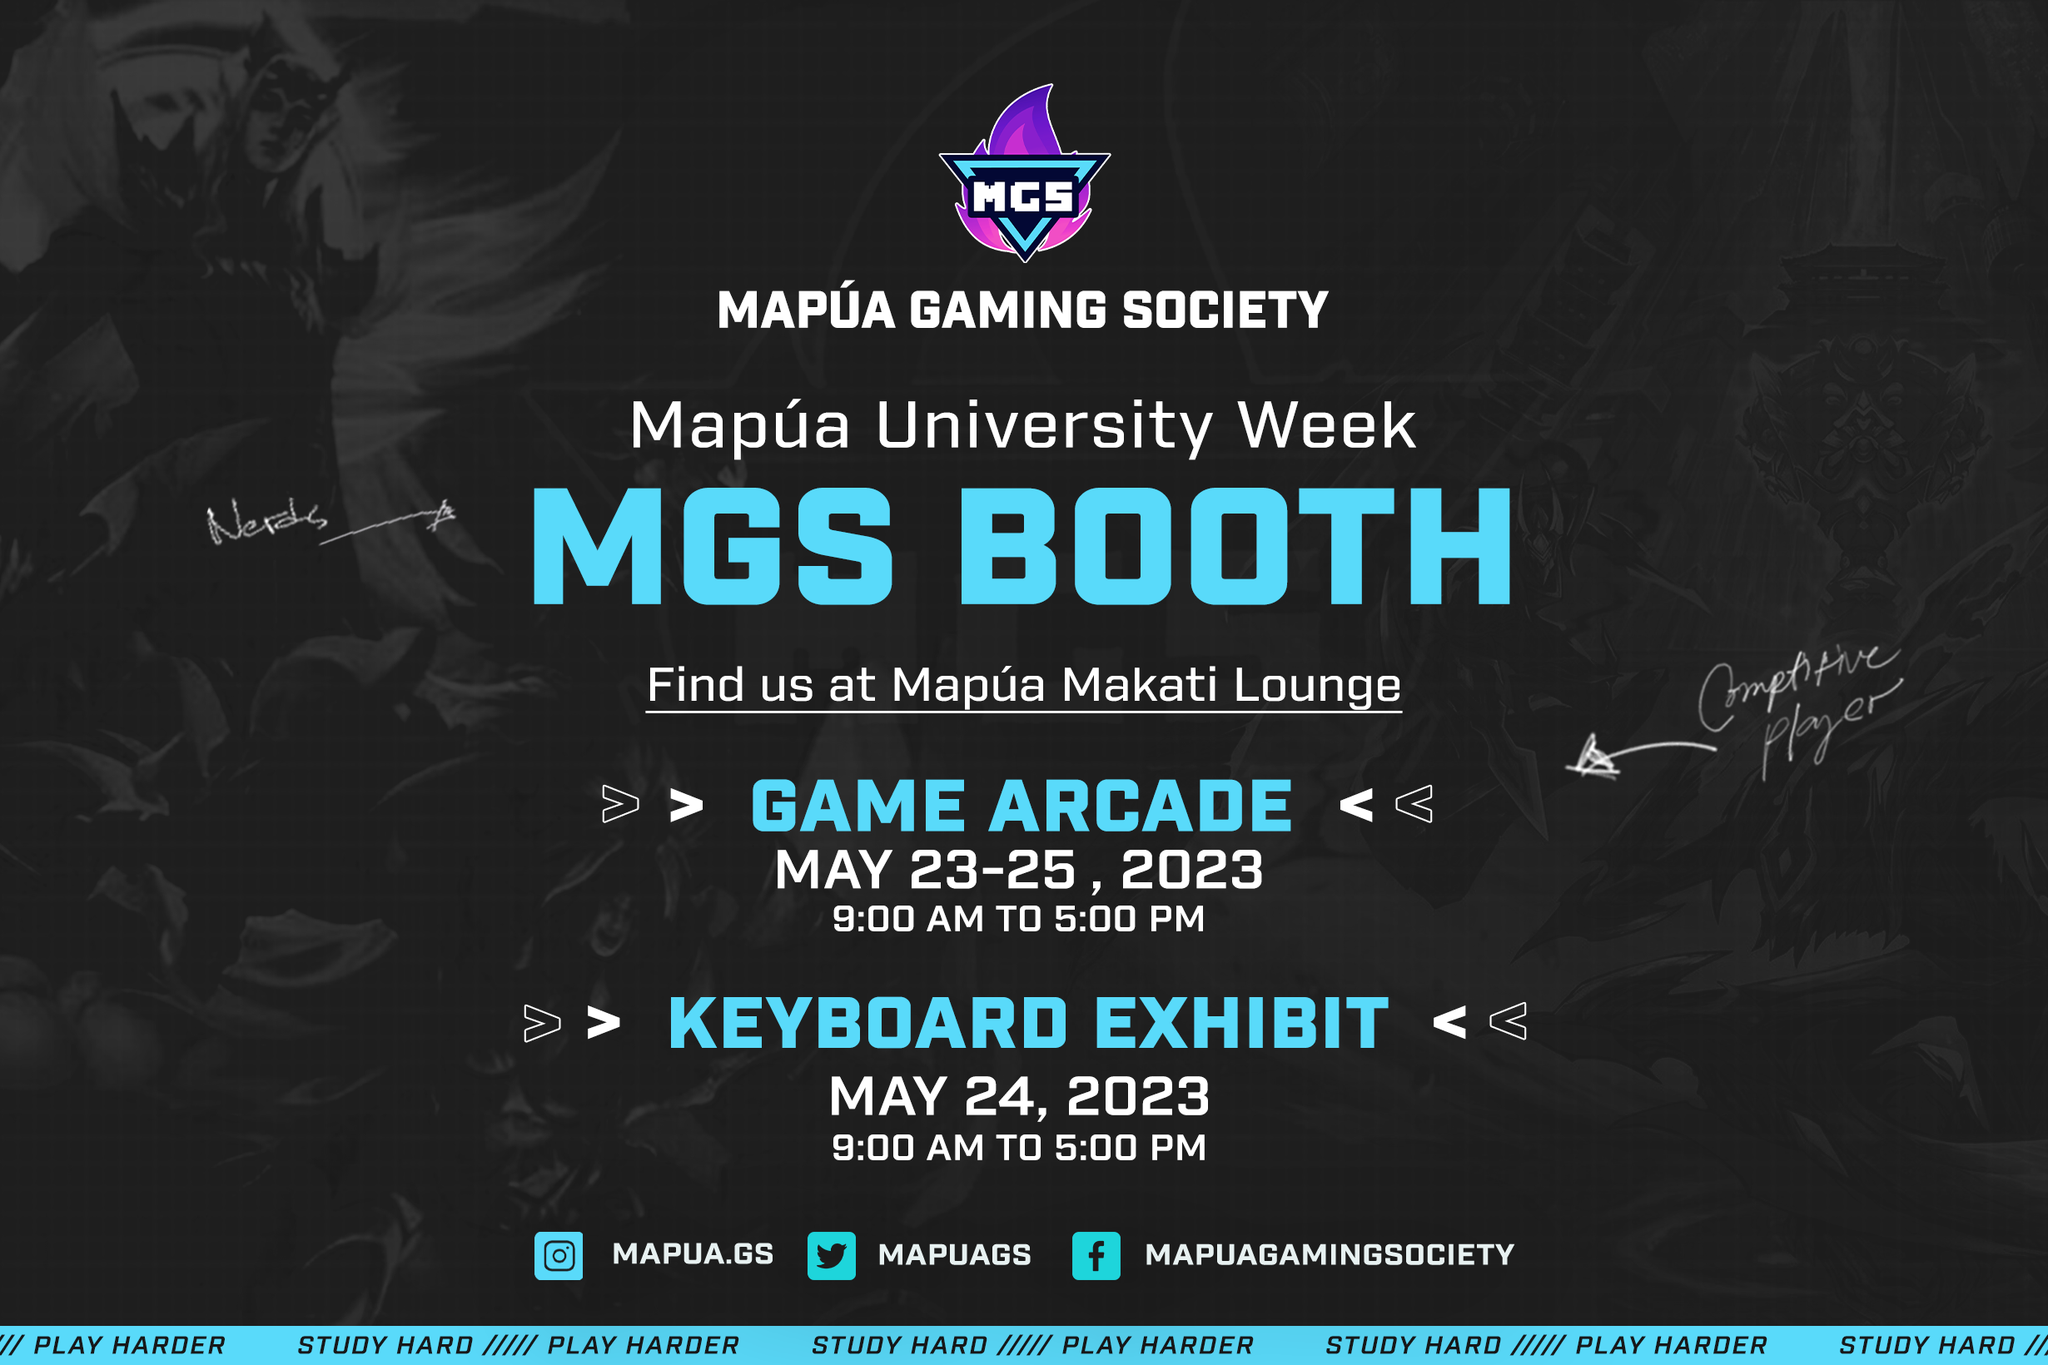 MGS
MAPÚA GAMING SOCIETY
Mapúa University Week
Nerds
MGS BOOTH
Find us at Mapúa Makati Lounge
Comptitive
player
> > GAME ARCADE < <
MAY 23-25 , 2023
9:00 AM TO 5:00 PM
> > KEYBOARD EXHIBIT < <
MAY 24, 2023
9:00 AM TO 5:00 PM
MAPUA.GS MAPUAGS MAPUAGAMINGSOCIETY
/// PLAY HARDER STUDY HARD ///// PLAY HARDER STUDY HARD ///// PLAY HARDER STUDY HARD ///// PLAY HARDER STUDY HARD ///